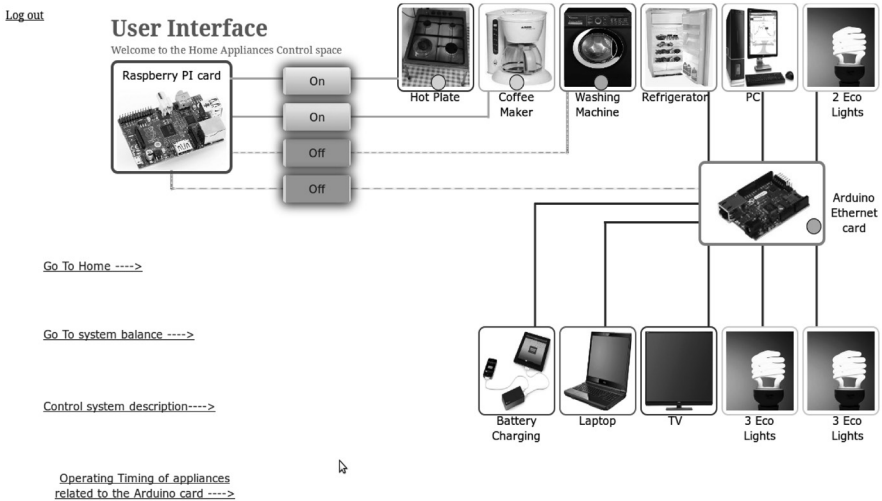 Log out
User Interface
Welcome to the Home Appliances Control space
Raspberry PI card
On
On
Off
Off
Hot Plate
Coffee
Maker
Washing
Machine
Refrigerator
PC
2 Eco
Lights
Arduino
Ethernet
card
Go To Home ---->
Go To system balance ---->
Control system description---->
Operating Timing of appliances
related to the Arduino card ---->
Battery
Charging
Laptop
TV
3 Eco
Lights
3 Eco
Lights